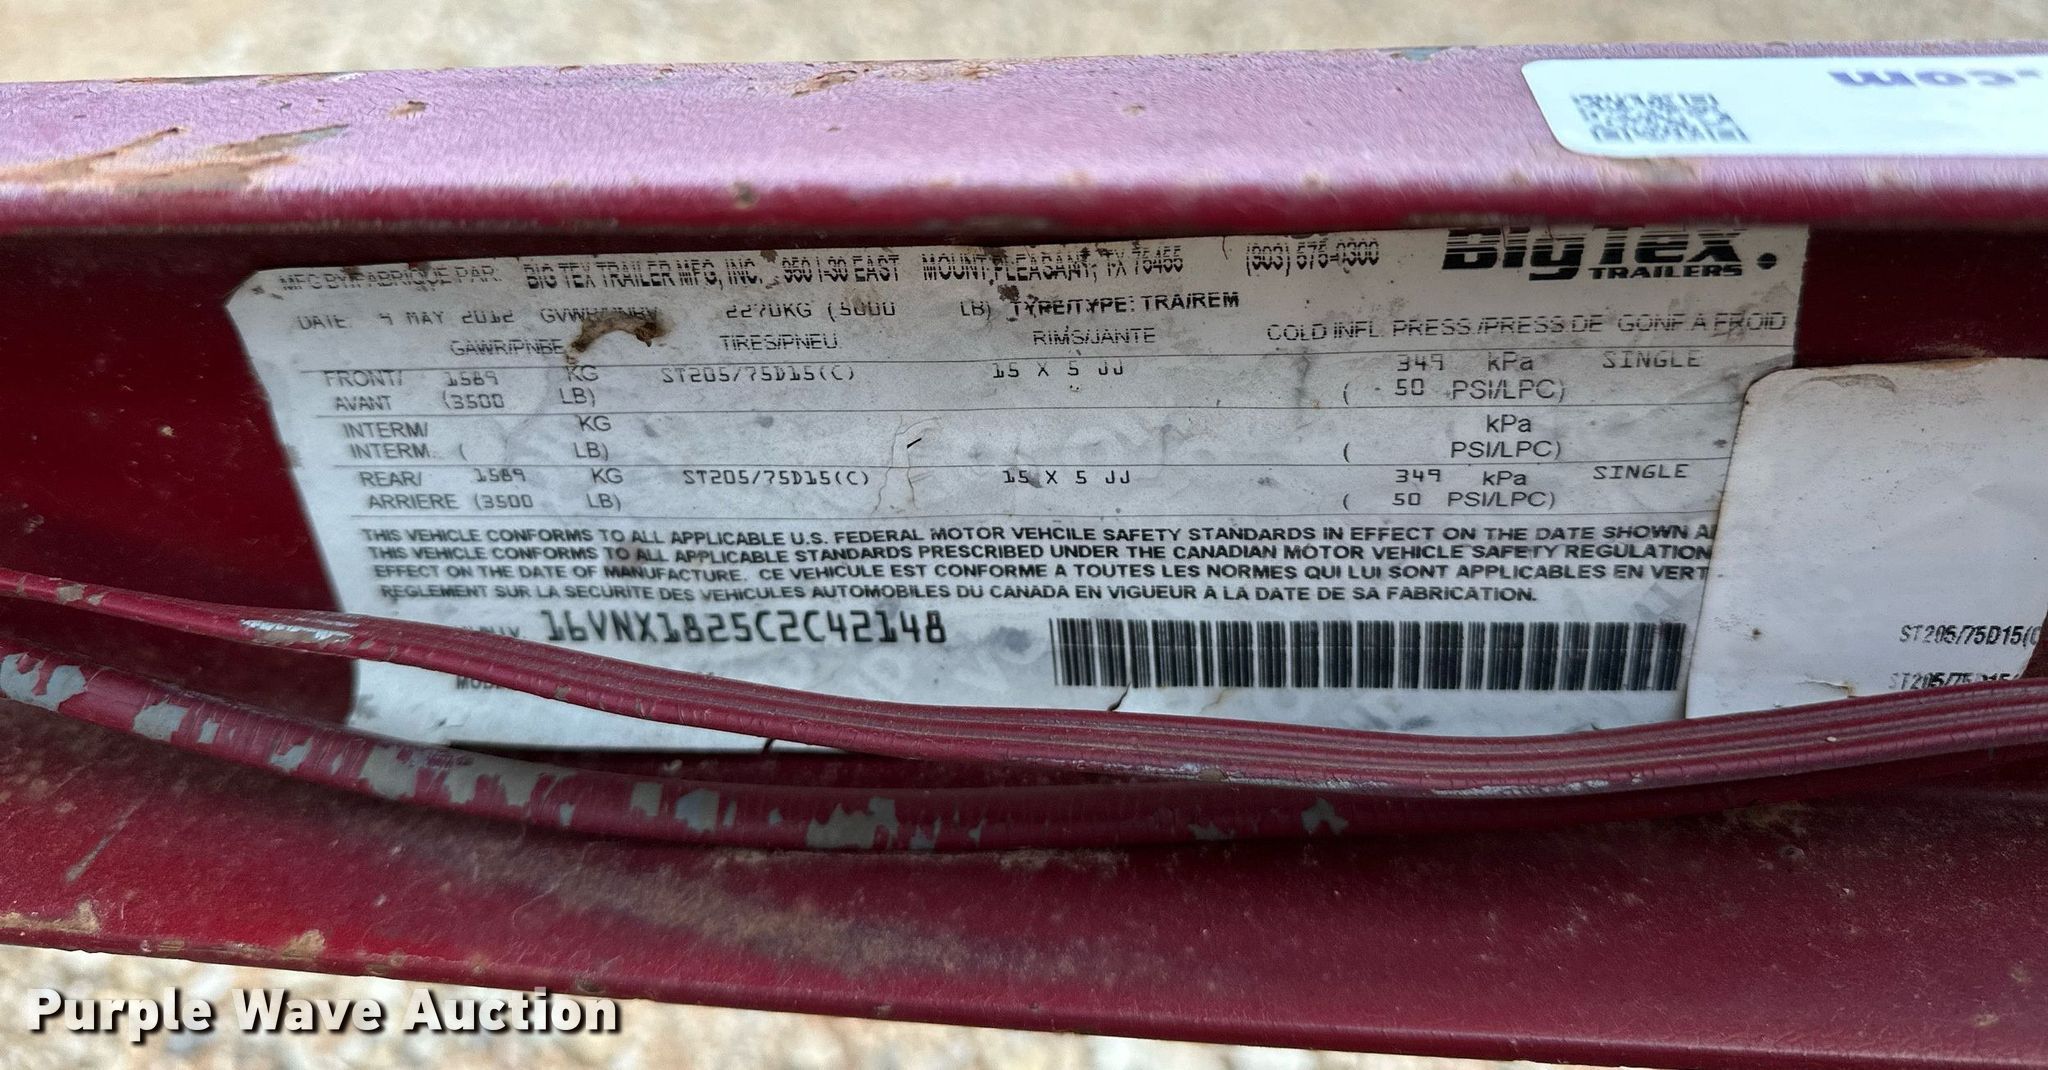 MFG BY/FABRIQUE PAR: BIG TEX TRAILER MFG, INC. 950 I-30 EAST MOUNT PLEASANT, TX 75455 (903) 575-0300 BigTex.
TRAILERS
DATE 4 MAY 2012 GVWR/PNBV 2270KG (5000 LB) TYPE/TYPE: TRA/REM
GAWR/PNBE TIRES/PNEU RIMS/JANTE COLD INFL. PRESS./PRESS DE GONF A FROID
FRONT/ 1589 KG ST205/75D15(C) 15 X 5 JJ 349 kPa SINGLE
AVANT (3500 LB) ( 50 PSI/LPC)
INTERM/ KG kPa
INTERM. ( LB) ( PSI/LPC)
REAR/ 1589 KG ST205/75D15(C) 15 X 5 JJ 349 kPa SINGLE
ARRIERE (3500 LB) ( 50 PSI/LPC)
THIS VEHICLE CONFORMS TO ALL APPLICABLE U.S. FEDERAL MOTOR VEHCILE SAFETY STANDARDS IN EFFECT ON THE DATE SHOWN
THIS VEHICLE CONFORMS TO ALL APPLICABLE STANDARDS PRESCRIBED UNDER THE CANADIAN MOTOR VEHICLE SAFETY REGULATION
EFFECT ON THE DATE OF MANUFACTURE. CE VEHICULE EST CONFORME A TOUTES LES NORMES QUI LUI SONT APPLICABLES EN VERT
REGLEMENT SUR LA SECURITE DES VEHICULES AUTOMOBILES DU CANADA EN VIGUEUR A LA DATE DE SA FABRICATION.
16VNX1825C2C42148
ST205/75D15(C
ST205/75D15(
.com
Purple Wave Auction